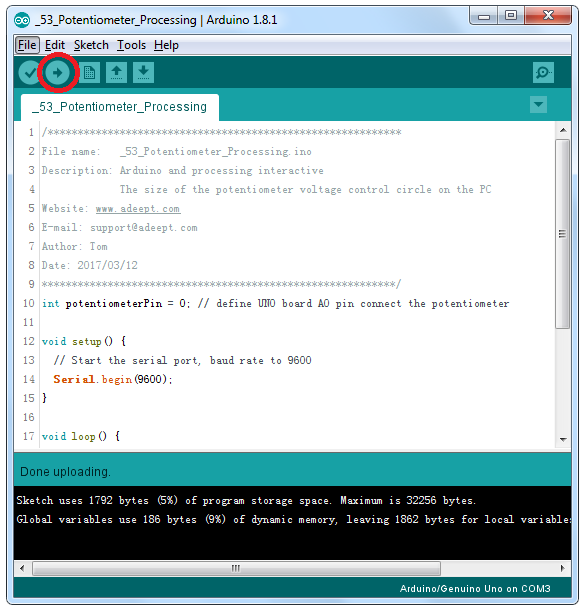 _53_Potentiometer_Processing | Arduino 1.8.1
File Edit Sketch Tools Help
_53_Potentiometer_Processing
1 /***********************************************************
2 File name: _53_Potentiometer_Processing.ino
3 Description: Arduino and processing interactive
4 The size of the potentiometer voltage control circle on the PC
5 Website: www.adeept.com
6 E-mail: support@adeept.com
7 Author: Tom
8 Date: 2017/03/12
9 ***********************************************************/
10 int potentiometerPin = 0; // define UNO board A0 pin connect the potentiometer
11
12 void setup() {
13 // Start the serial port, baud rate to 9600
14 Serial.begin(9600);
15 }
16
17 void loop() {
Done uploading.
Sketch uses 1792 bytes (5%) of program storage space. Maximum is 32256 bytes.
Global variables use 186 bytes (9%) of dynamic memory, leaving 1862 bytes for local variables
Arduino/Genuino Uno on COM3